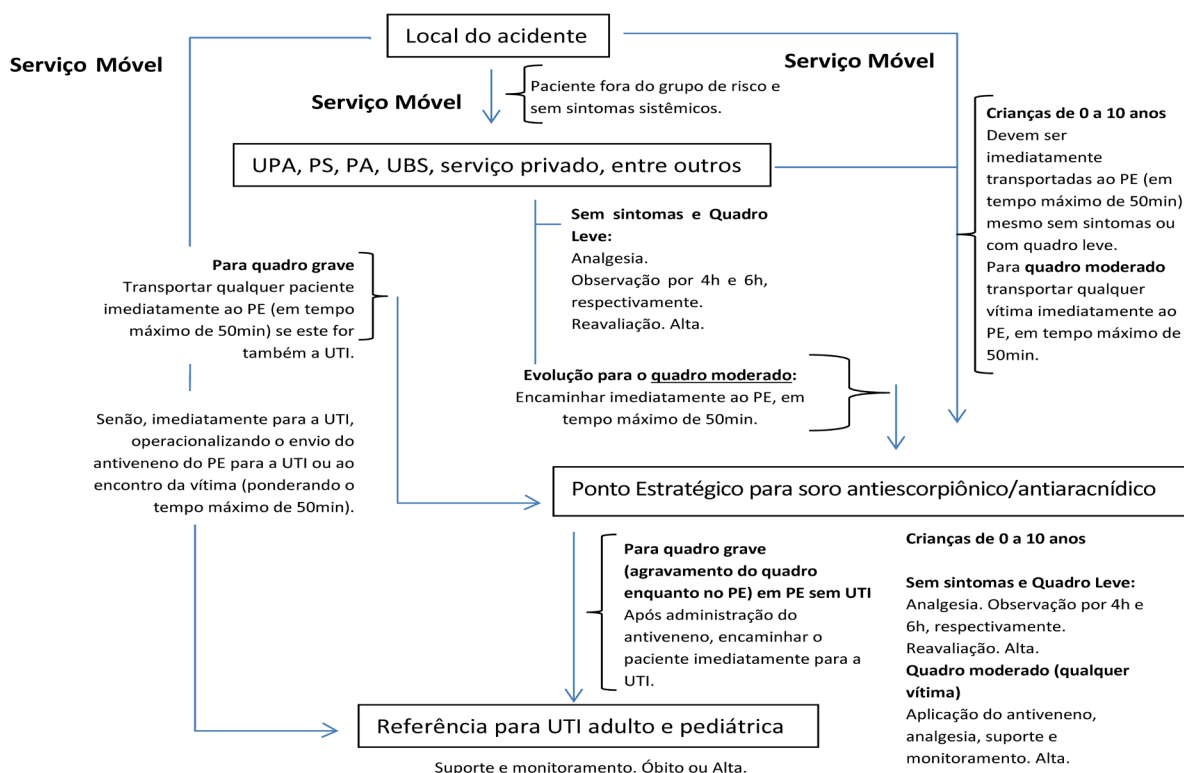 Local do acidente
Serviço Móvel
Serviço Móvel
Serviço Móvel
Paciente fora do grupo de risco e
sem sintomas sistêmicos.
UPA, PS, PA, UBS, serviço privado, entre outros
Crianças de 0 a 10 anos
Devem ser
imediatamente
transportadas ao PE (em
tempo máximo de 50min)
mesmo sem sintomas ou
com quadro leve.
Para quadro moderado
transportar qualquer
vítima imediatamente ao
PE, em tempo máximo de
50min.
Sem sintomas e Quadro
Leve:
Analgesia.
Observação por 4h e 6h,
respectivamente.
Reavaliação. Alta.
Para quadro grave
Transportar qualquer paciente
imediatamente ao PE (em tempo
máximo de 50min) se este for
também a UTI.
Evolução para o quadro moderado:
Encaminhar imediatamente ao PE, em
tempo máximo de 50min.
Senão, imediatamente para a UTI,
operacionalizando o envio do
antiveneno do PE para a UTI ou ao
encontro da vítima (ponderando o
tempo máximo de 50min).
Ponto Estratégico para soro antiescorpiônico/antiaracnídico
Para quadro grave
(agravamento do quadro
enquanto no PE) em PE sem UTI
Após administração do
antiveneno, encaminhar o
paciente imediatamente para a
UTI.
Crianças de 0 a 10 anos
Sem sintomas e Quadro Leve:
Analgesia. Observação por 4h e
6h, respectivamente.
Reavaliação. Alta.
Quadro moderado (qualquer
vítima)
Aplicação do antiveneno,
analgesia, suporte e
monitoramento. Alta.
Referência para UTI adulto e pediátrica
Suporte e monitoramento. Óbito ou Alta.